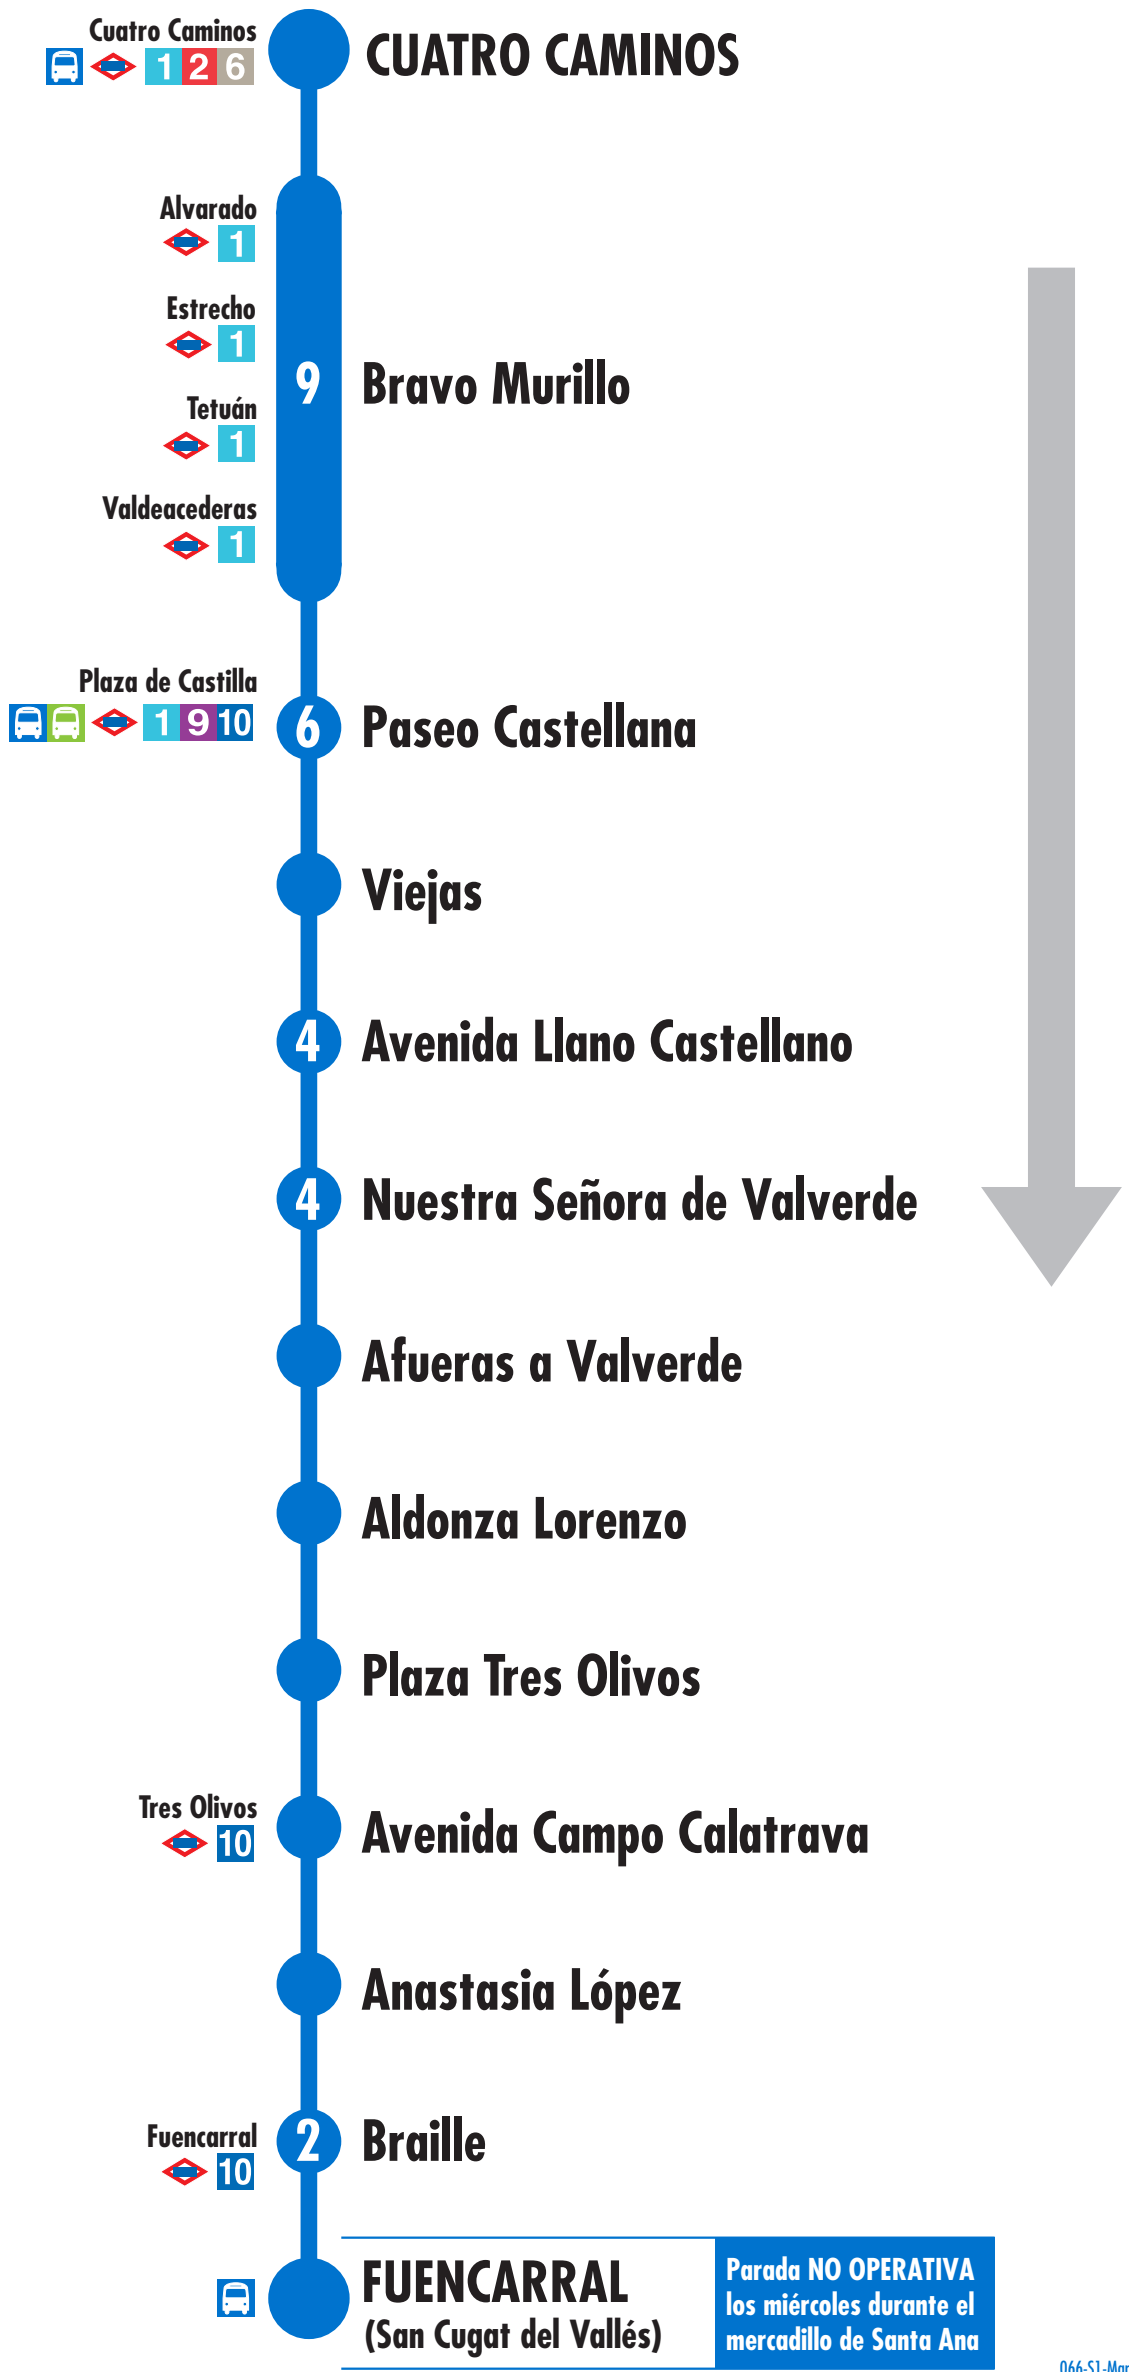 Cuatro Caminos
1 2 6
CUATRO CAMINOS
Alvarado
1
Estrecho
1
9
Bravo Murillo
Tetuán
1
Valdeacederas
1
Plaza de Castilla
1 9 10
6
Paseo Castellana
Viejas
4
Avenida Llano Castellano
4
Nuestra Señora de Valverde
Afueras a Valverde
Aldonza Lorenzo
Plaza Tres Olivos
Tres Olivos
10
Avenida Campo Calatrava
Anastasia López
Fuencarral
10
2
Braille
FUENCARRAL
(San Cugat del Vallés)
Parada NO OPERATIVA
los miércoles durante el
mercadillo de Santa Ana
066-S1-Mar